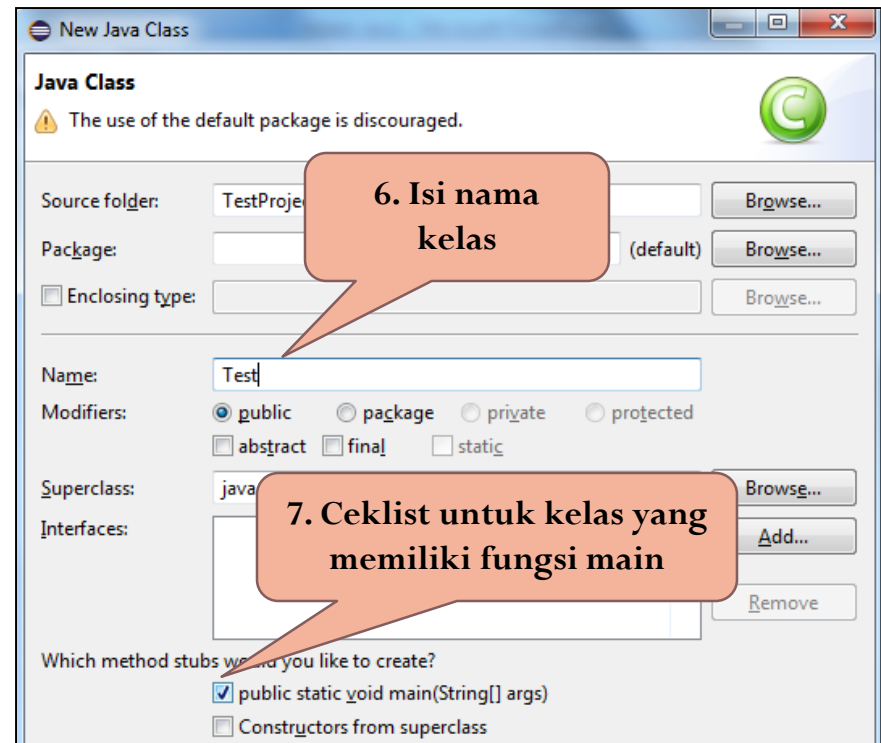 New Java Class
Java Class
The use of the default package is discouraged.
Source folder: TestProjec Browse...
6. Isi nama
kelas
Package: (default) Browse...
Enclosing type: Browse...
Name: Test
Modifiers: public package private protected
abstract final static
Superclass: java Browse...
7. Ceklist untuk kelas yang
memiliki fungsi main
Interfaces: Add...
Remove
Which method stubs would you like to create?
public static void main(String[] args)
Constructors from superclass